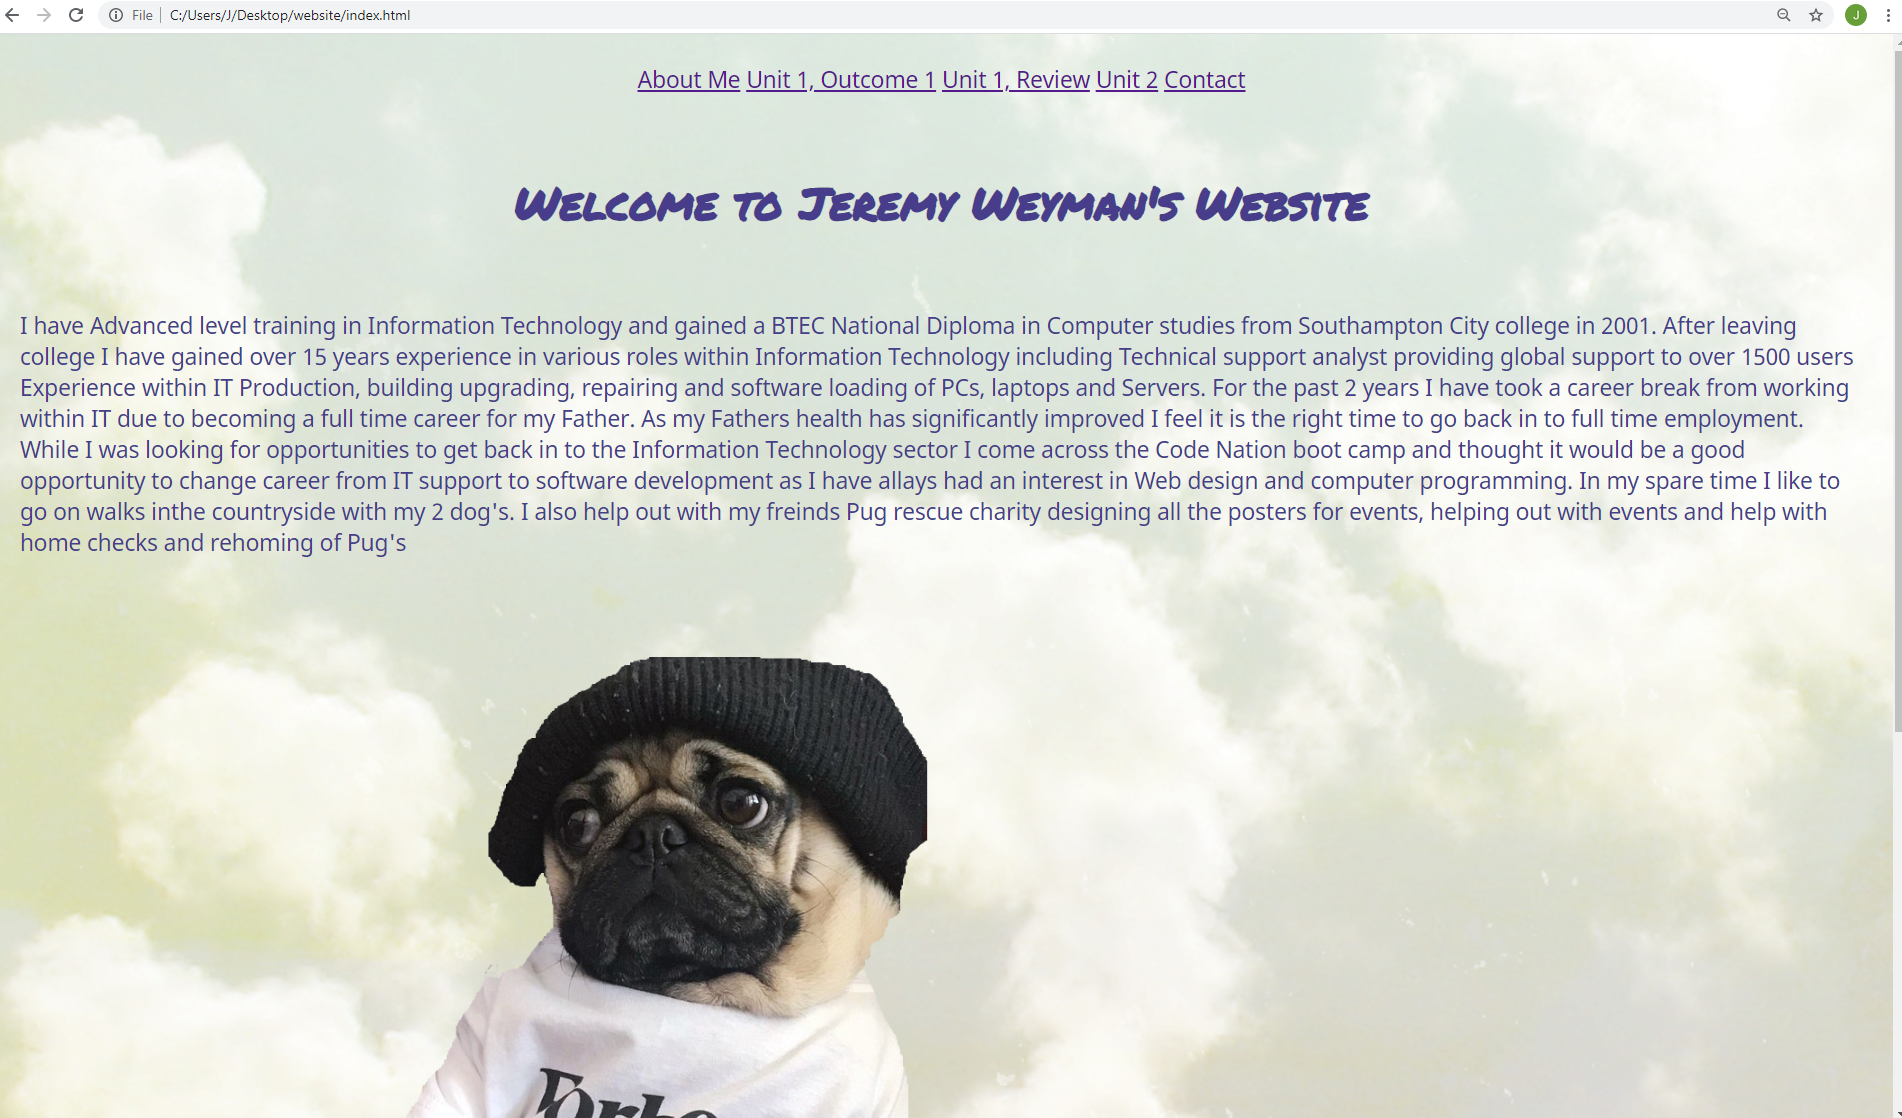 File
C:/Users/J/Desktop/website/index.html
J
About Me Unit 1, Outcome 1 Unit 1, Review Unit 2 Contact
Welcome to Jeremy Weyman's Website
I have Advanced level training in Information Technology and gained a BTEC National Diploma in Computer studies from Southampton City college in 2001. After leaving
college I have gained over 15 years experience in various roles within Information Technology including Technical support analyst providing global support to over 1500 users
Experience within IT Production, building upgrading, repairing and software loading of PCs, laptops and Servers. For the past 2 years I have took a career break from working
within IT due to becoming a full time career for my Father. As my Fathers health has significantly improved I feel it is the right time to go back in to full time employment.
While I was looking for opportunities to get back in to the Information Technology sector I come across the Code Nation boot camp and thought it would be a good
opportunity to change career from IT support to software development as I have allays had an interest in Web design and computer programming. In my spare time I like to
go on walks inthe countryside with my 2 dog's. I also help out with my freinds Pug rescue charity designing all the posters for events, helping out with events and help with
home checks and rehoming of Pug's